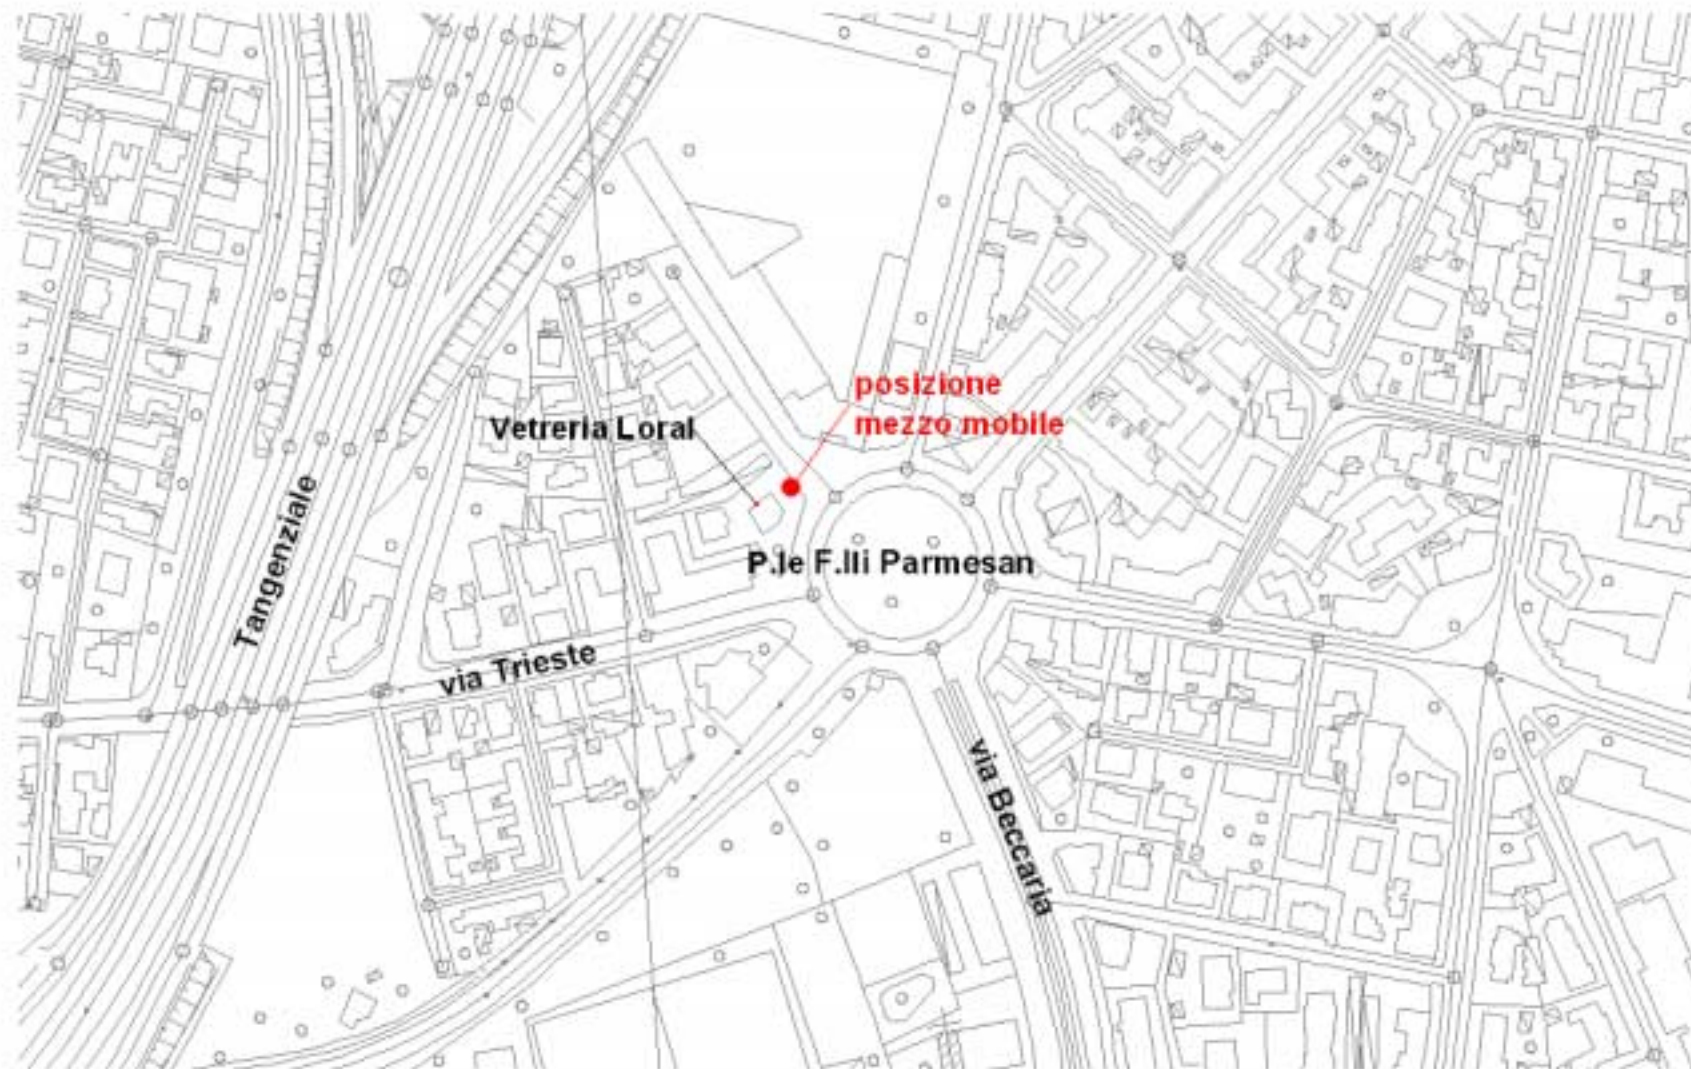 posizione
mezzo mobile
Vetreria Loral
Tangenziale
P.le F.lli Parmesan
via Trieste
via Beccaria